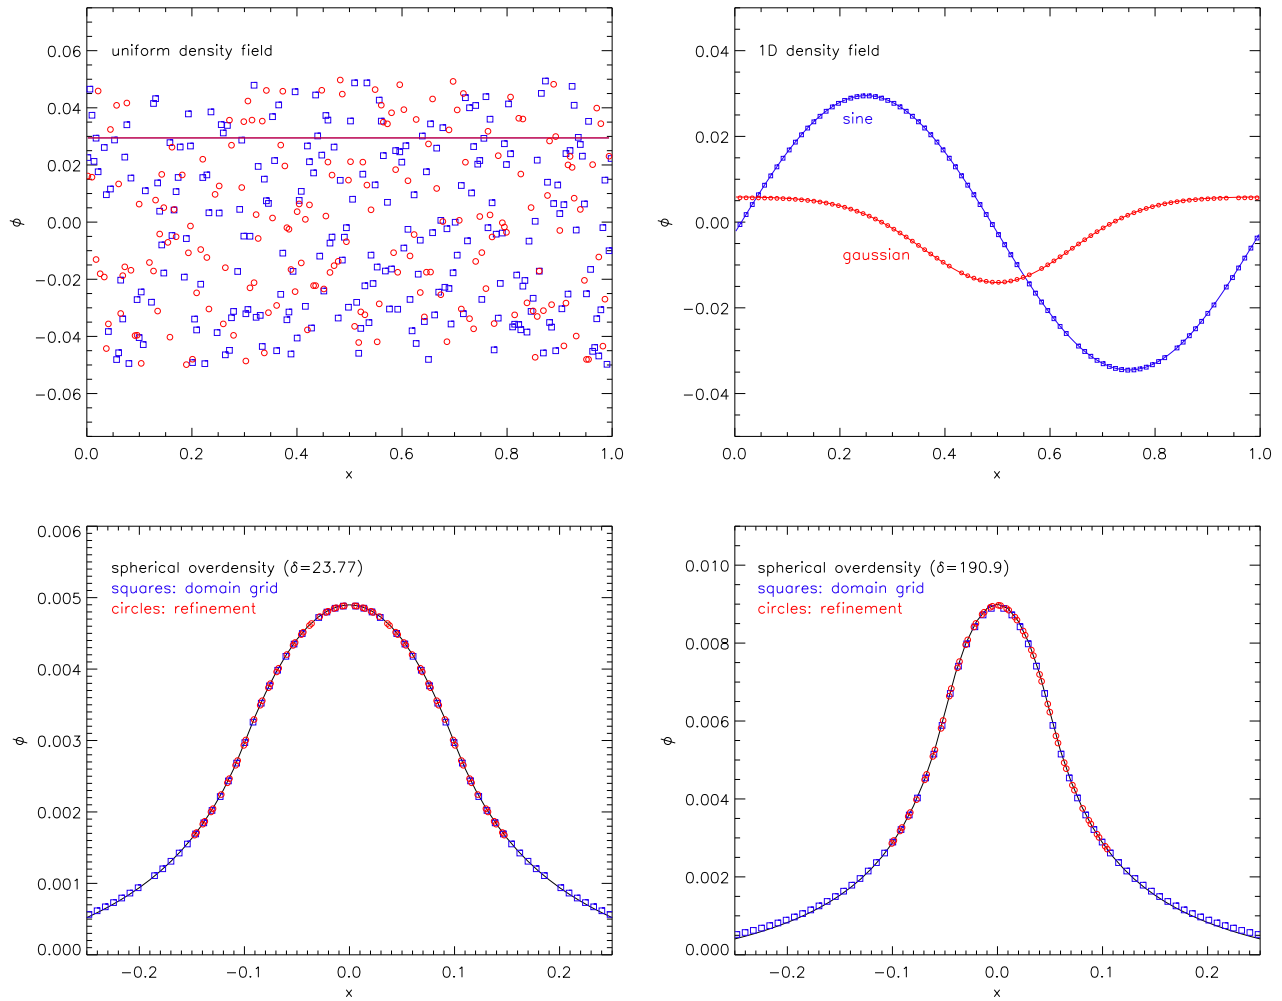 uniform density field
0.06
0.04
0.02
0.00
−0.02
−0.04
−0.06
ϕ
0.0 0.2 0.4 0.6 0.8 1.0
x
1D density field
sine
gaussian
0.04
0.02
0.00
−0.02
−0.04
ϕ
0.0 0.2 0.4 0.6 0.8 1.0
x
spherical overdensity (δ=23.77)
squares: domain grid
circles: refinement
0.006
0.005
0.004
0.003
0.002
0.001
0.000
ϕ
−0.2 −0.1 0.0 0.1 0.2
x
spherical overdensity (δ=190.9)
squares: domain grid
circles: refinement
0.010
0.008
0.006
0.004
0.002
0.000
ϕ
−0.2 −0.1 0.0 0.1 0.2
x